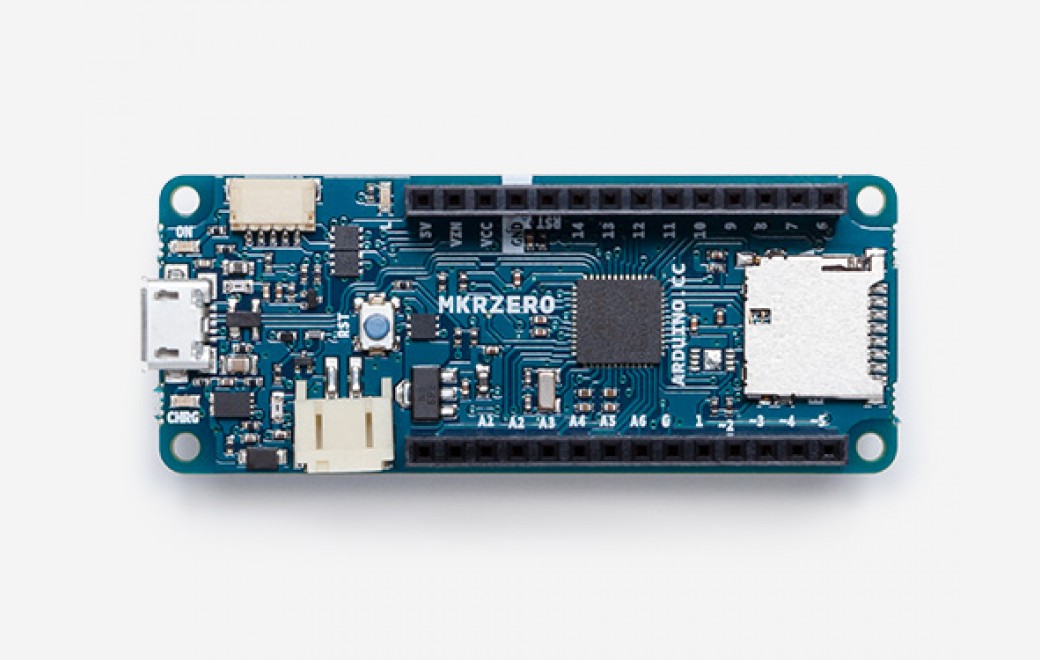 ON
L
5V VIN VCC GND RST 14 13 12 11 10 9 8 7 6
MKRZERO
ARDUINO.CC
RST
CHRG
A1 A2 A3 A4 A5 A6 0 1 ~2 ~3 ~4 ~5